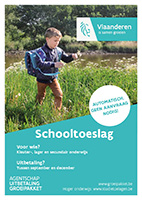 Vlaanderen
is samen groeien
AUTOMATISCH,
GEEN AANVRAAG
NODIG!
Schooltoeslag
Voor wie?
Kleuter-, lager en secundair onderwijs
Uitbetaling?
Tussen september en december
AGENTSCHAP
UITBETALING
GROEIPAKKET